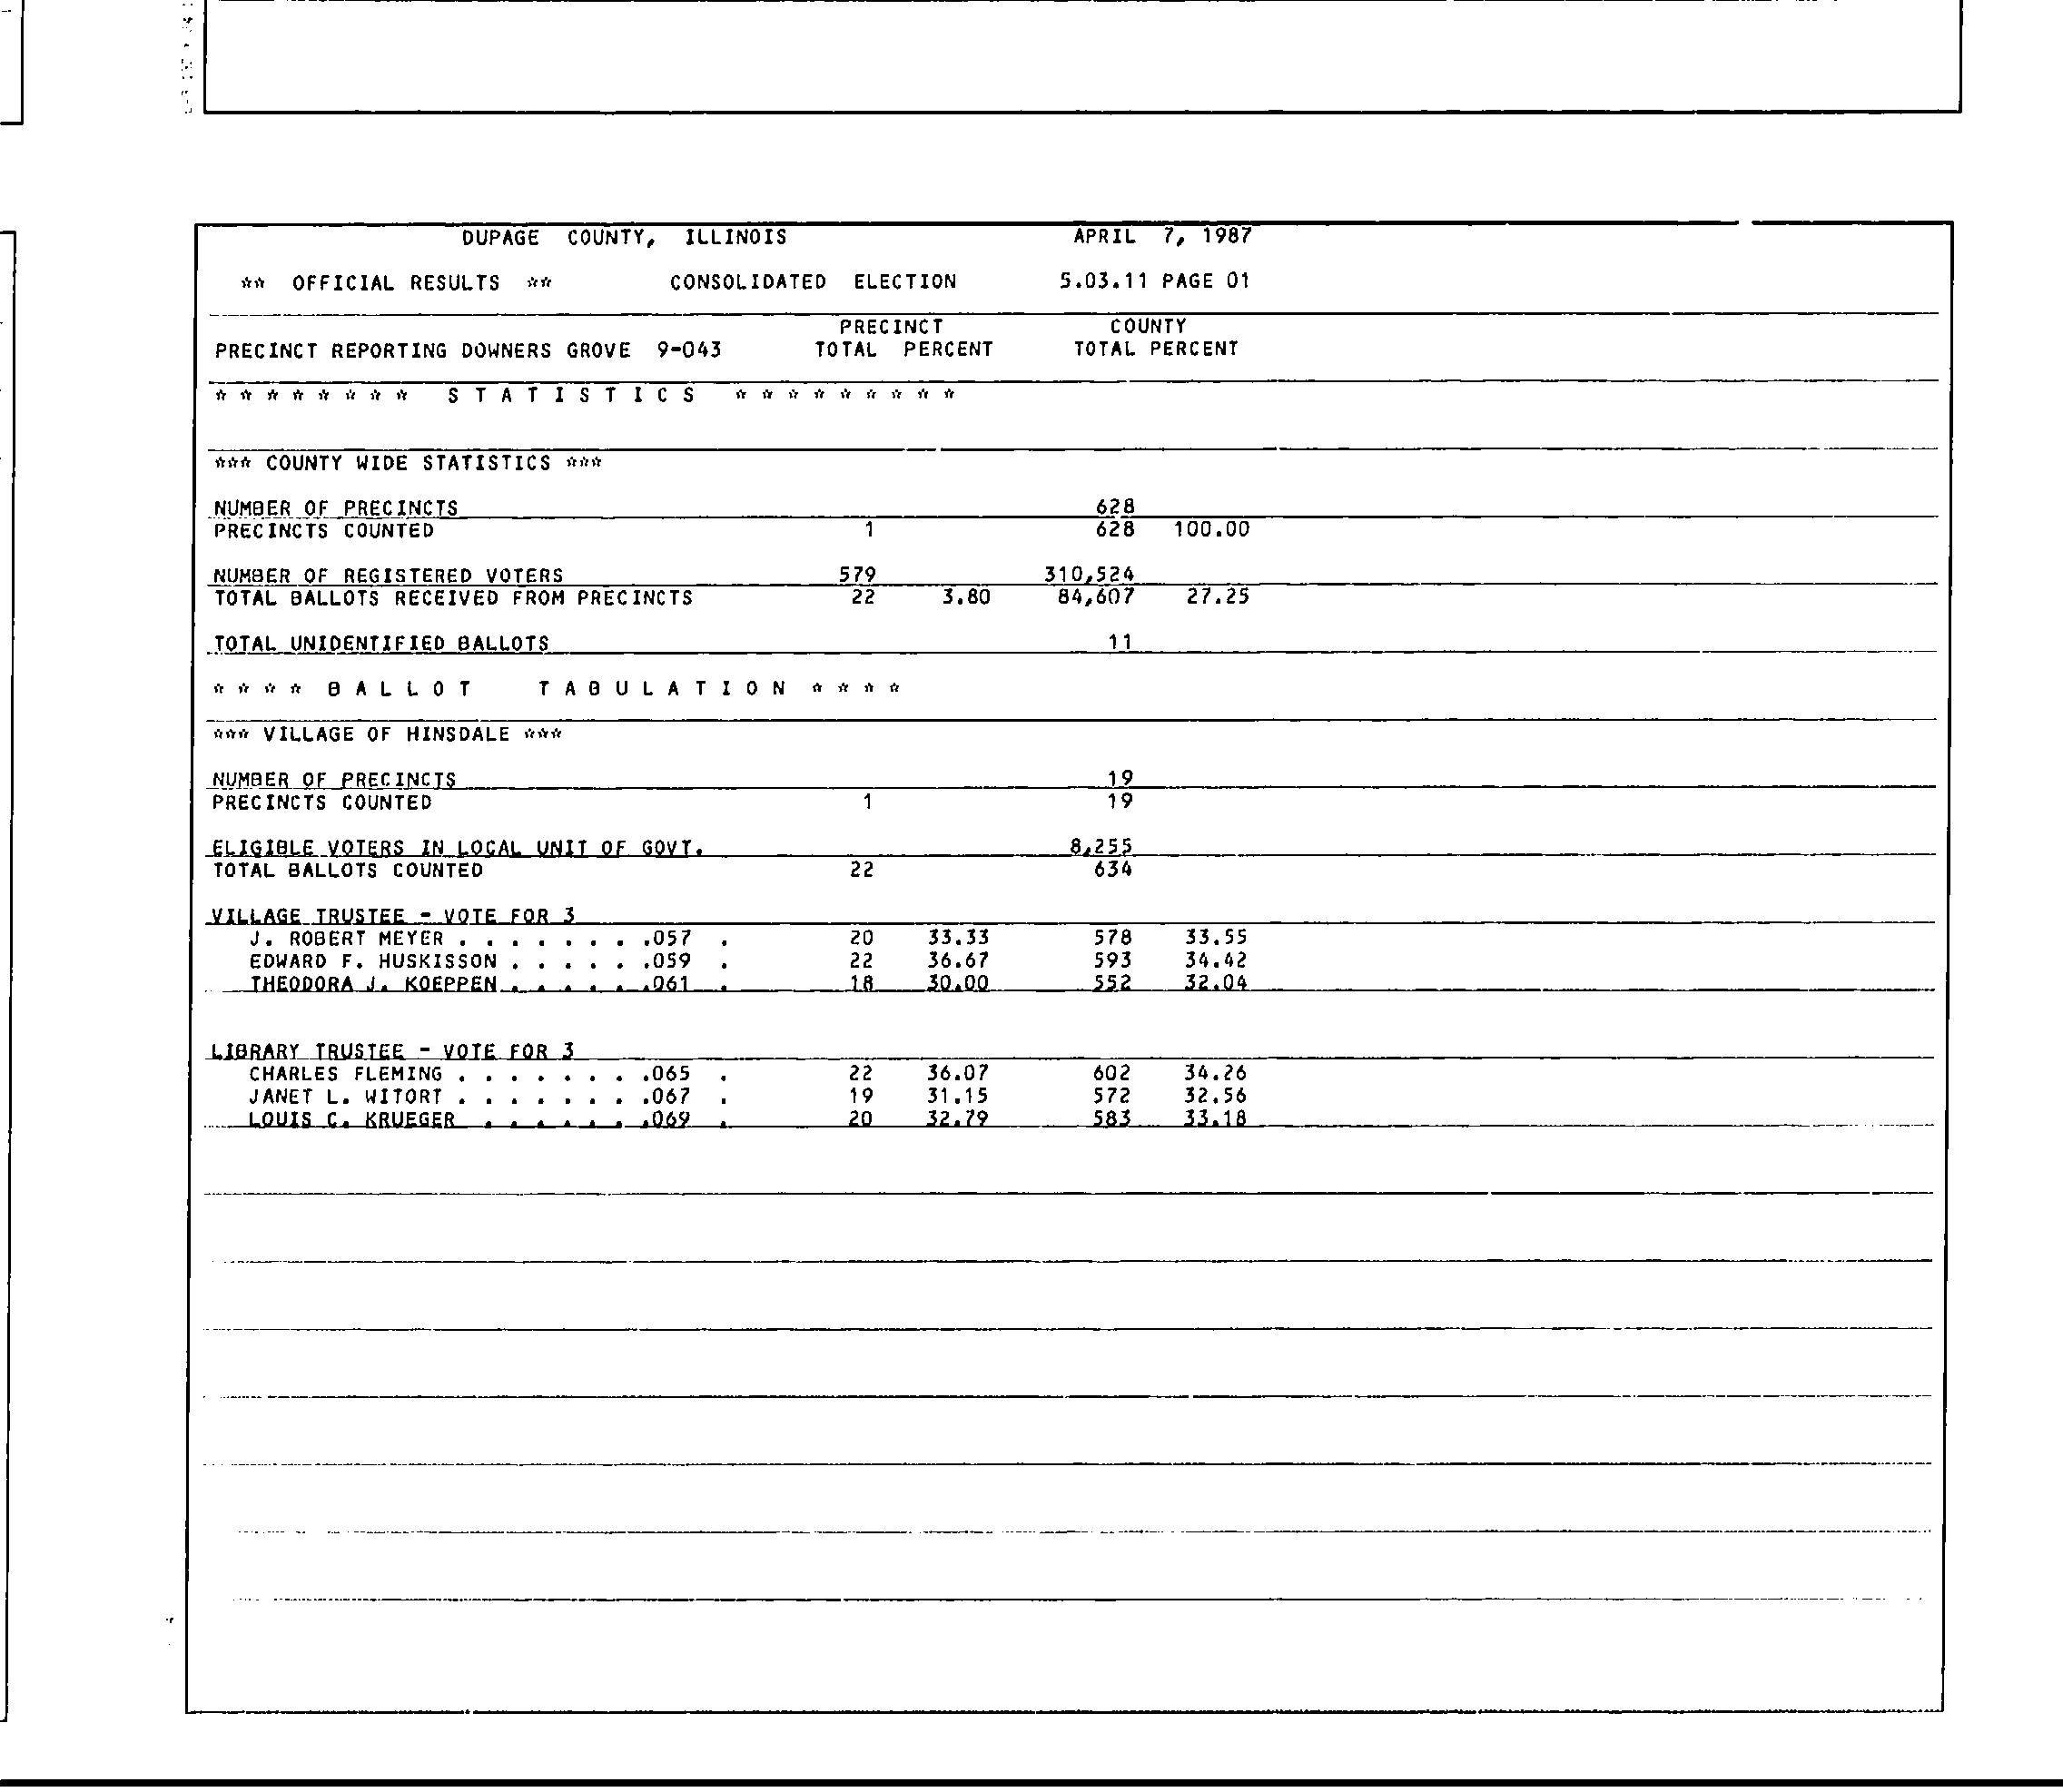 DUPAGE COUNTY, ILLINOIS APRIL 7, 1987
** OFFICIAL RESULTS ** CONSOLIDATED ELECTION 5.03.11 PAGE 01
PRECINCT COUNTY
PRECINCT REPORTING DOWNERS GROVE 9-043 TOTAL PERCENT TOTAL PERCENT
* * * * * * * * S T A T I S T I C S * * * * * * * * *
*** COUNTY WIDE STATISTICS ***
NUMBER OF PRECINCTS 628
PRECINCTS COUNTED 1 628 100.00
NUMBER OF REGISTERED VOTERS 579 310,524
TOTAL BALLOTS RECEIVED FROM PRECINCTS 22 3.80 84,607 27.25
TOTAL UNIDENTIFIED BALLOTS 11
* * * * B A L L O T T A B U L A T I O N * * * *
*** VILLAGE OF HINSDALE ***
NUMBER OF PRECINCTS 19
PRECINCTS COUNTED 1 19
ELIGIBLE VOTERS IN LOCAL UNIT OF GOVT. 8,255
TOTAL BALLOTS COUNTED 22 634
VILLAGE TRUSTEE - VOTE FOR 3
J. ROBERT MEYER . . . . . . . .057 . 20 33.33 578 33.55
EDWARD F. HUSKISSON . . . . . .059 . 22 36.67 593 34.42
THEODORA J. KOEPPEN . . . . . .061 . 18 30.00 552 32.04
LIBRARY TRUSTEE - VOTE FOR 3
CHARLES FLEMING . . . . . . . .065 . 22 36.07 602 34.26
JANET L. WITORT . . . . . . . .067 . 19 31.15 572 32.56
LOUIS C. KRUEGER . . . . . . .069 . 20 32.79 583 33.18